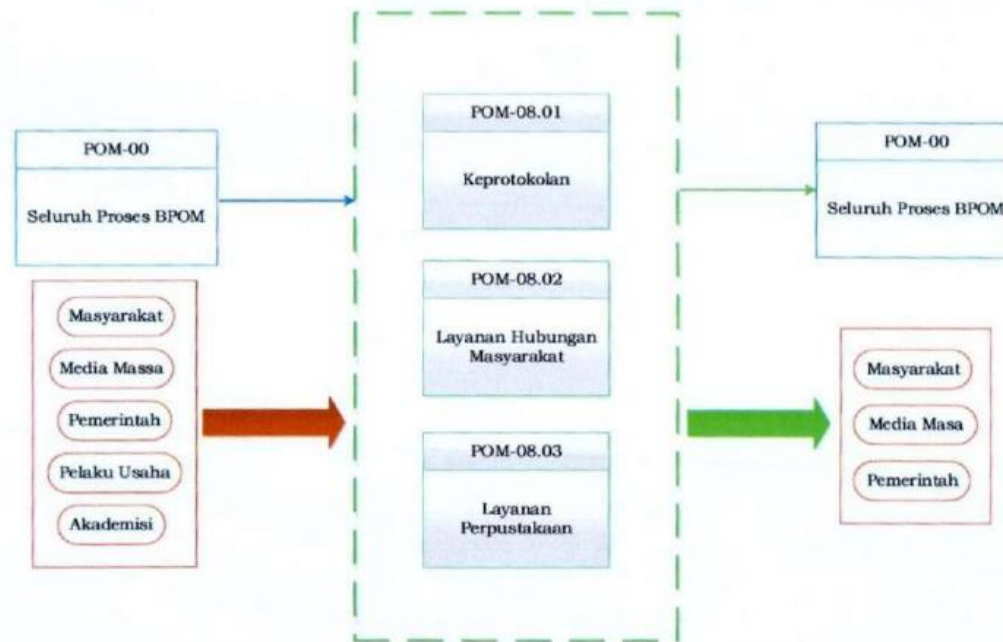 POM-00
Seluruh Proses BPOM
Masyarakat
Media Massa
Pemerintah
Pelaku Usaha
Akademisi
POM-08.01
Keprotokolan
POM-08.02
Layanan Hubungan
Masyarakat
POM-08.03
Layanan
Perpustakaan
POM-00
Seluruh Proses BPOM
Masyarakat
Media Masa
Pemerintah